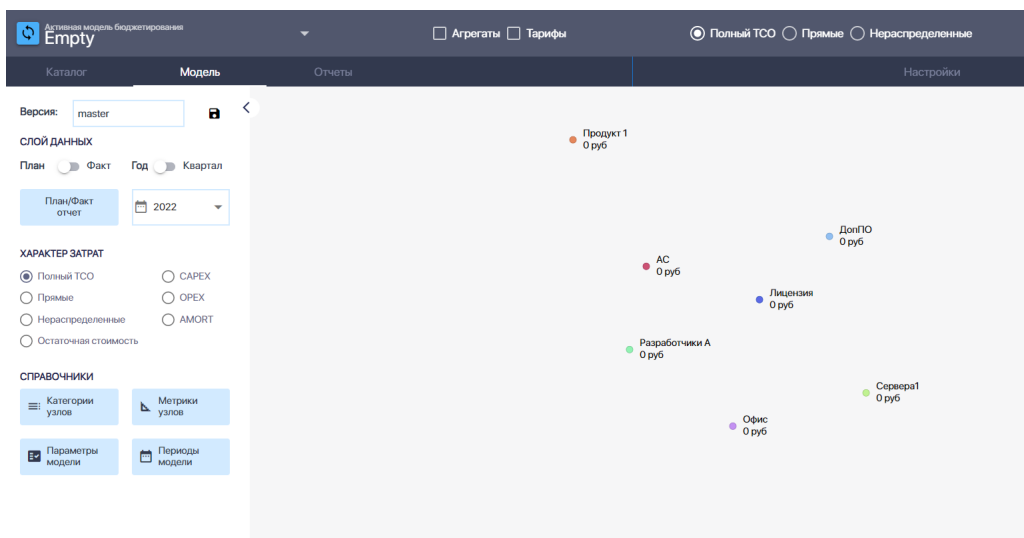 Активная модель бюджетирования
Empty
Агрегаты Тарифы
Полный ТСО Прямые Нераспределенные
Каталог Модель Отчеты Настройки
Версия: master
СЛОЙ ДАННЫХ
План Факт Год Квартал
План/Факт
отчет
2022
ХАРАКТЕР ЗАТРАТ
Полный ТСО CAPEX
Прямые OPEX
Нераспределенные AMORT
Остаточная стоимость
СПРАВОЧНИКИ
Категории
узлов
Метрики
узлов
Параметры
модели
Периоды
модели
Продукт 1
0 руб
ДопПО
0 руб
АС
0 руб
Лицензия
0 руб
Разработчики А
0 руб
Сервера1
0 руб
Офис
0 руб